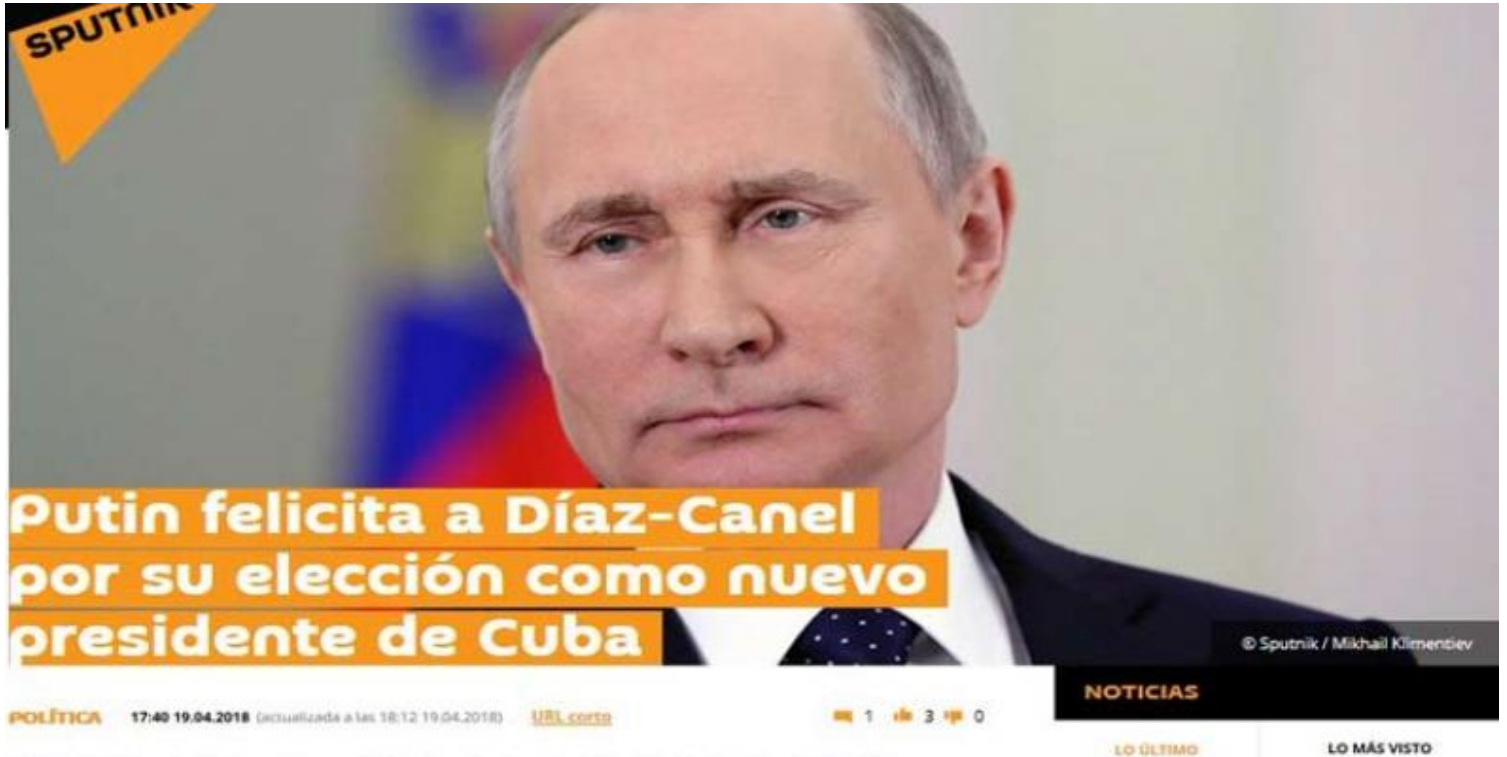 SPUTNIK
Putin felicita a Díaz-Canel
por su elección como nuevo
presidente de Cuba
© Sputnik / Mikhail Klimentiev
POLÍTICA 17:40 19.04.2018 (actualizada a las 18:12 19.04.2018) URL corto 1 3 0
NOTICIAS
LO ÚLTIMO LO MÁS VISTO